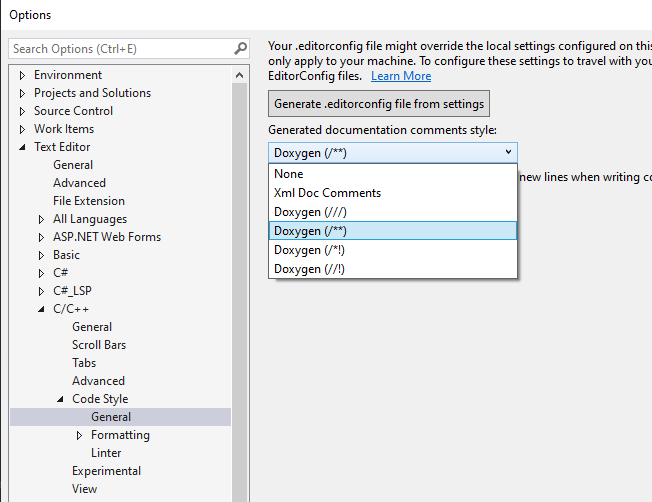 Options
Search Options (Ctrl+E)
Environment
Projects and Solutions
Source Control
Work Items
Text Editor
General
Advanced
File Extension
All Languages
ASP.NET Web Forms
Basic
C#
C#_LSP
C/C++
General
Scroll Bars
Tabs
Advanced
Code Style
General
Formatting
Linter
Experimental
View
Your .editorconfig file might override the local settings configured on this
only apply to your machine. To configure these settings to travel with you
EditorConfig files. Learn More
Generate .editorconfig file from settings
Generated documentation comments style:
Doxygen (/**)
None
Xml Doc Comments
Doxygen (///)
Doxygen (/**)
Doxygen (/*!)
Doxygen (//!)
new lines when writing co